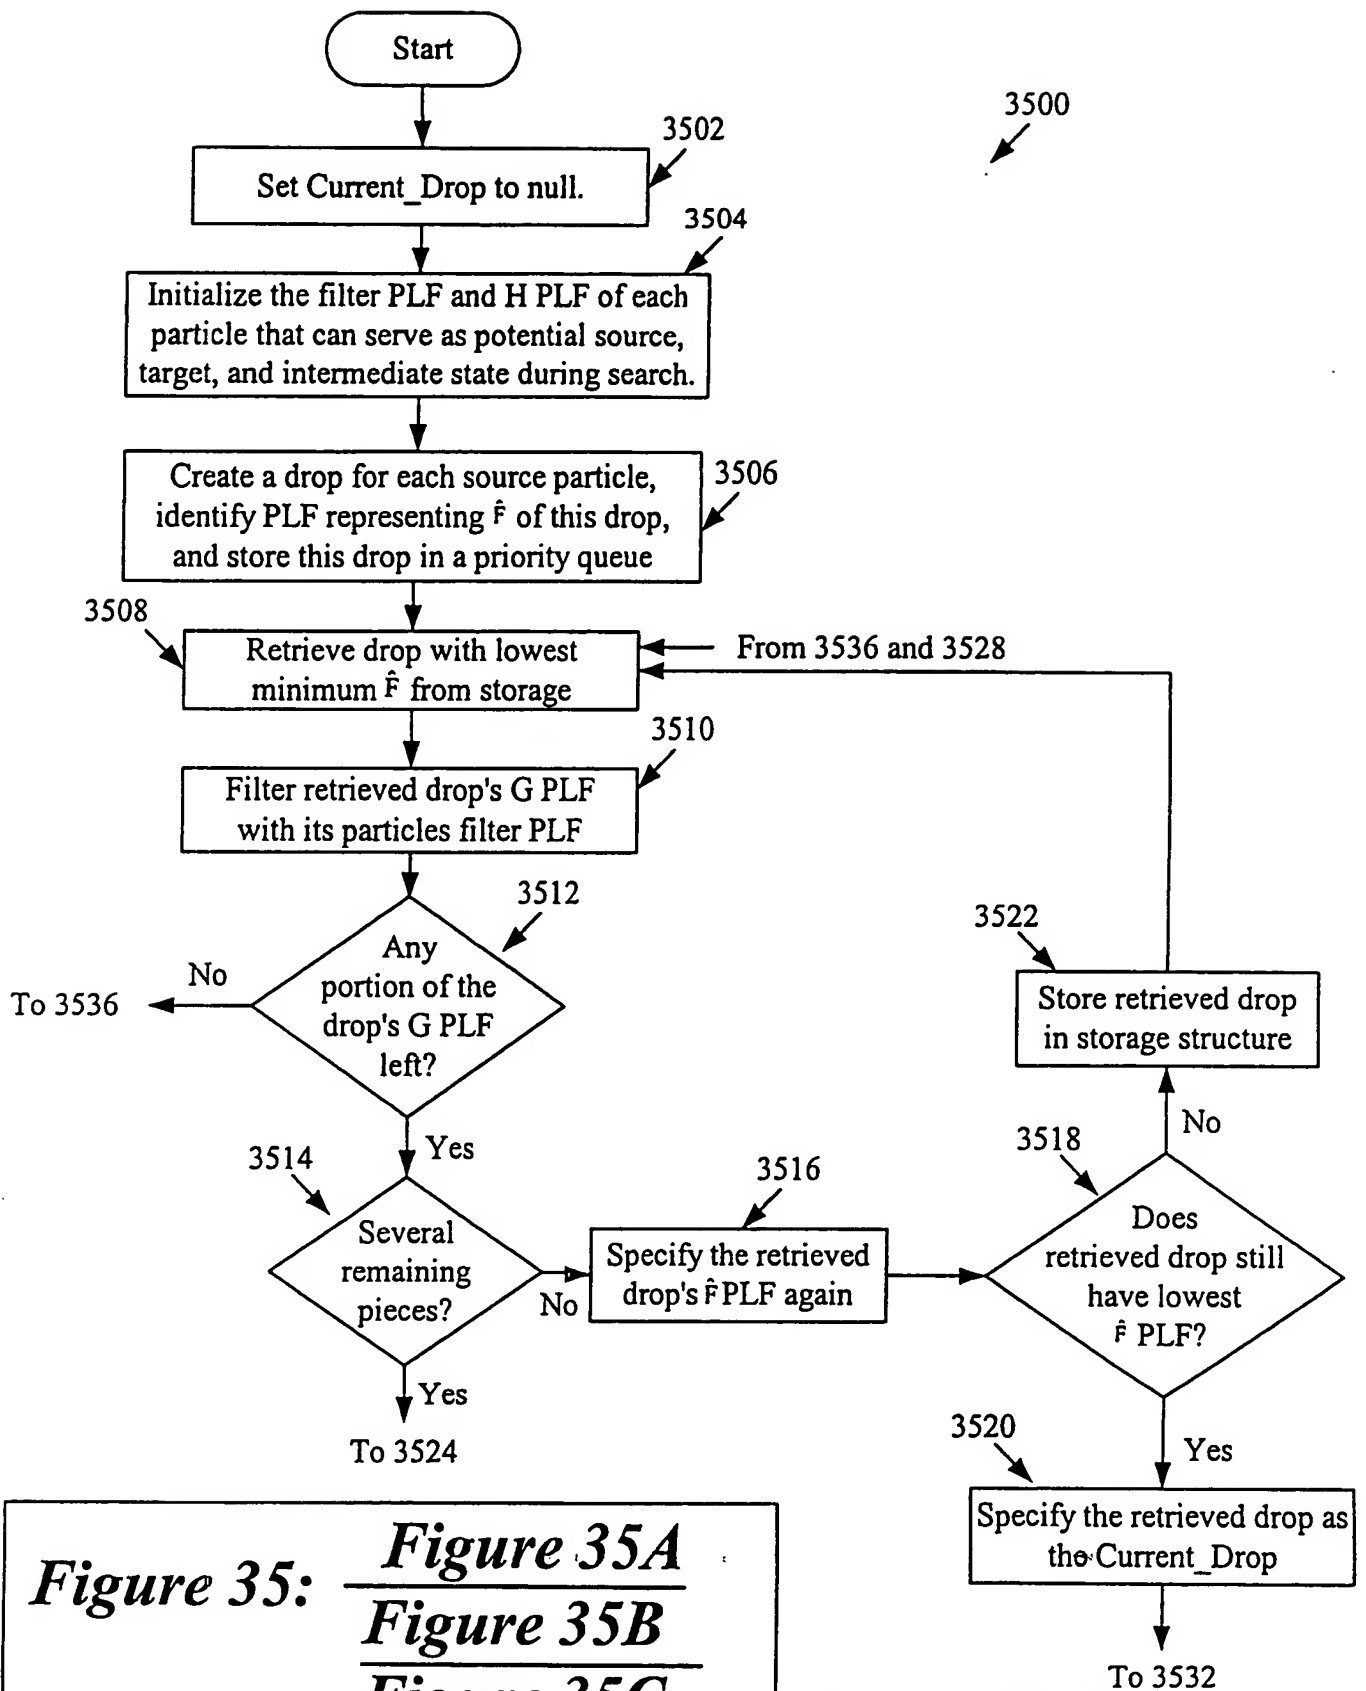 Start
3500
3502
Set Current_Drop to null.
3504
Initialize the filter PLF and H PLF of each
particle that can serve as potential source,
target, and intermediate state during search.
3506
Create a drop for each source particle,
identify PLF representing F̂ of this drop,
and store this drop in a priority queue
3508
Retrieve drop with lowest
minimum F̂ from storage
From 3536 and 3528
3510
Filter retrieved drop's G PLF
with its particles filter PLF
3512
Any
portion of the
drop's G PLF
left?
No
To 3536
Yes
3514
Several
remaining
pieces?
No
Yes
To 3524
3516
Specify the retrieved
drop's F̂ PLF again
3518
Does
retrieved drop still
have lowest
F̂ PLF?
No
3522
Store retrieved drop
in storage structure
Yes
3520
Specify the retrieved drop as
the Current_Drop
To 3532
Figure 35:
Figure 35A
Figure 35B
Figure 35C